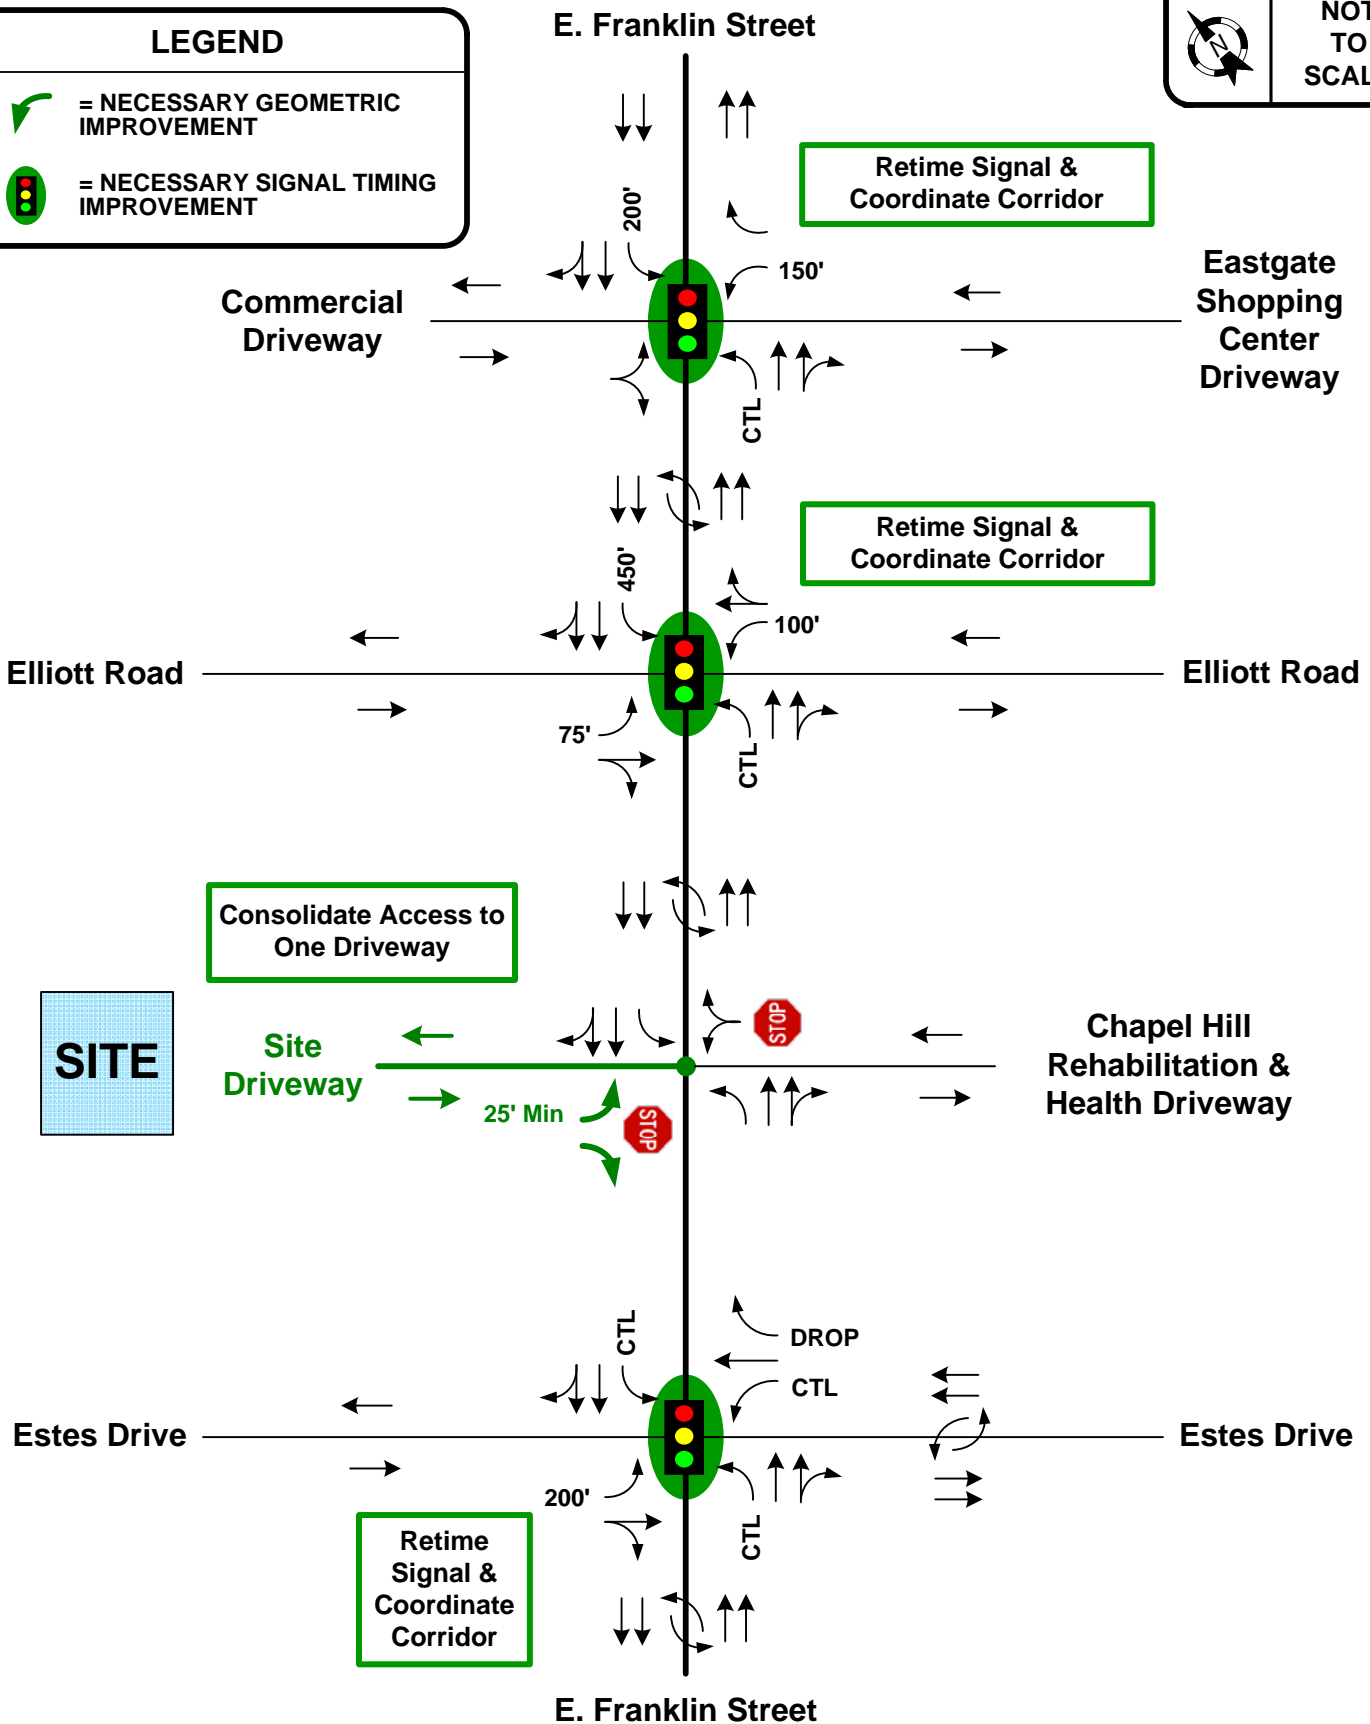 E. Franklin Street
LEGEND
= NECESSARY GEOMETRIC
IMPROVEMENT
= NECESSARY SIGNAL TIMING
IMPROVEMENT
N
NOT
TO
SCAL
Retime Signal &
Coordinate Corridor
200'
150'
Commercial
Driveway
Eastgate
Shopping
Center
Driveway
CTL
Retime Signal &
Coordinate Corridor
450'
100'
Elliott Road
Elliott Road
75'
CTL
Consolidate Access to
One Driveway
SITE
Site
Driveway
STOP
Chapel Hill
Rehabilitation &
Health Driveway
25' Min
STOP
CTL
DROP
CTL
Estes Drive
Estes Drive
200'
CTL
Retime
Signal &
Coordinate
Corridor
E. Franklin Street